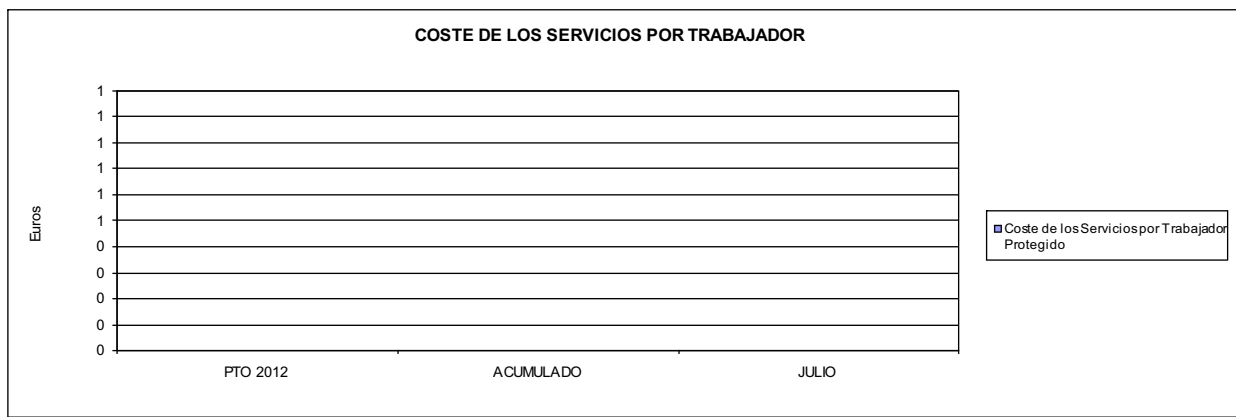 COSTE DE LOS SERVICIOS POR TRABAJADOR
1
1
1
1
1
1
0
0
0
0
0
Euros
PTO 2012 ACUMULADO JULIO
Coste de los Servicios por Trabajador
Protegido